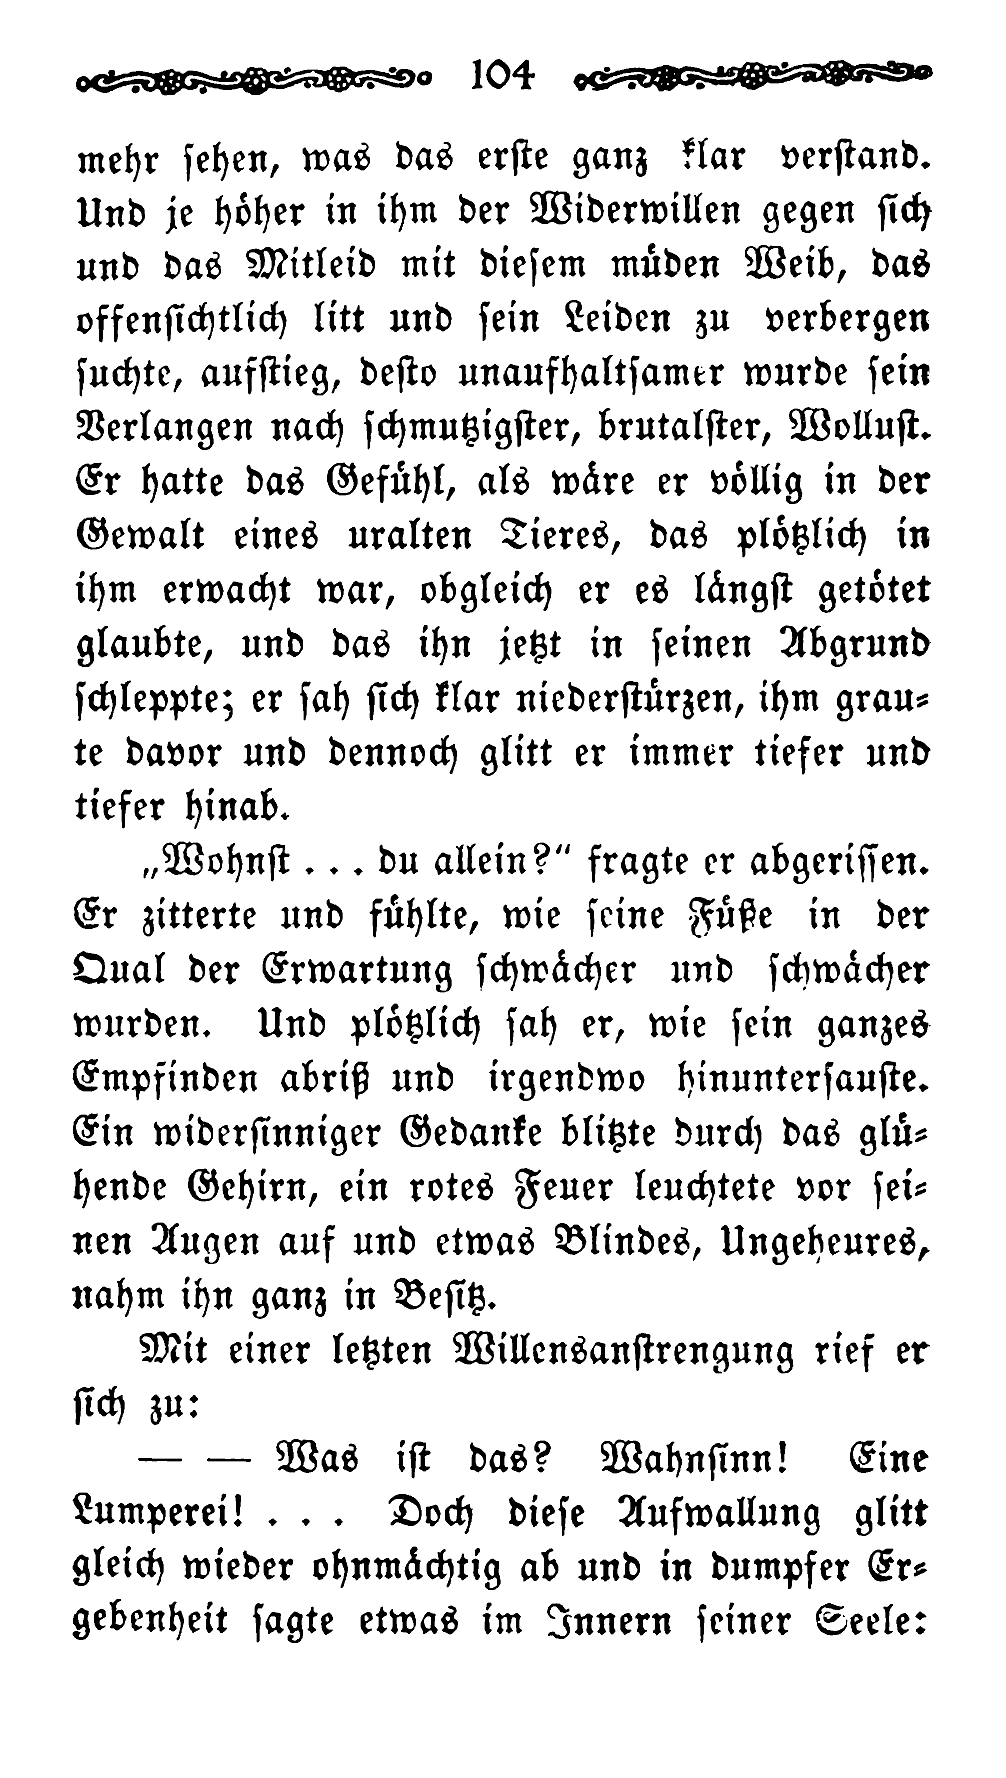 104
mehr sehen, was das erste ganz klar verstand.
Und je höher in ihm der Widerwillen gegen sich
und das Mitleid mit diesem müden Weib, das
offensichtlich litt und sein Leiden zu verbergen
suchte, aufstieg, desto unaufhaltsamer wurde sein
Verlangen nach schmutzigster, brutalster, Wollust.
Er hatte das Gefühl, als wäre er völlig in der
Gewalt eines uralten Tieres, das plötzlich in
ihm erwacht war, obgleich er es längst getötet
glaubte, und das ihn jetzt in seinen Abgrund
schleppte; er sah sich klar niederstürzen, ihm grau-
te davor und dennoch glitt er immer tiefer und
tiefer hinab.
„Wohnst . . . du allein?“ fragte er abgerissen.
Er zitterte und fühlte, wie seine Füße in der
Qual der Erwartung schwächer und schwächer
wurden. Und plötzlich sah er, wie sein ganzes
Empfinden abriß und irgendwo hinuntersauste.
Ein widersinniger Gedanke blitzte durch das glü-
hende Gehirn, ein rotes Feuer leuchtete vor sei-
nen Augen auf und etwas Blindes, Ungeheures,
nahm ihn ganz in Besitz.
Mit einer letzten Willensanstrengung rief er
sich zu:
— — Was ist das? Wahnsinn! Eine
Lumperei! . . . Doch diese Aufwallung glitt
gleich wieder ohnmächtig ab und in dumpfer Er-
gebenheit sagte etwas im Innern seiner Seele: